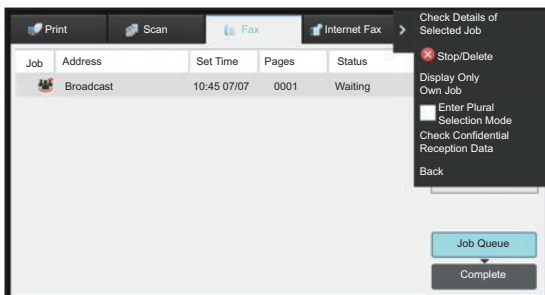 Print
Scan
Fax
Internet Fax
Job
Address
Set Time
Pages
Status
Broadcast
10:45 07/07
0001
Waiting
Check Details of
Selected Job
Stop/Delete
Display Only
Own Job
Enter Plural
Selection Mode
Check Confidential
Reception Data
Back
Job Queue
Complete